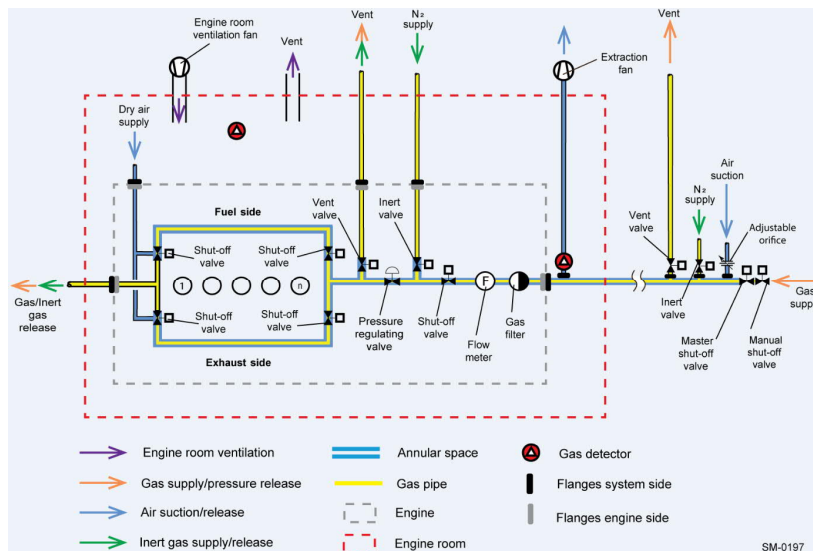 Engine room
ventilation fan
Vent
Vent
N₂
supply
Extraction
fan
Vent
Dry air
supply
Air
suction
N₂
supply
Adjustable
orifice
Vent
valve
Fuel side
Vent
valve
Inert
valve
Shut-off
valve
Shut-off
valve
1
n
F
Gas/Inert
gas
release
Shut-off
valve
Shut-off
valve
Exhaust side
Pressure
regulating
valve
Shut-off
valve
Flow
meter
Gas
filter
Inert
valve
Master
shut-off
valve
Manual
shut-off
valve
Gas
supp
Engine room ventilation
Gas supply/pressure release
Air suction/release
Inert gas supply/release
Annular space
Gas pipe
Engine
Engine room
Gas detector
Flanges system side
Flanges engine side
SM-0197